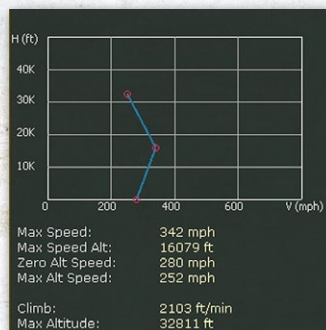 H (ft)
40K
30K
20K
10K
0 200 400 600 V (mph)
Max Speed: 342 mph
Max Speed Alt: 16079 ft
Zero Alt Speed: 280 mph
Max Alt Speed: 252 mph
Climb: 2103 ft/min
Max Altitude: 32811 ft